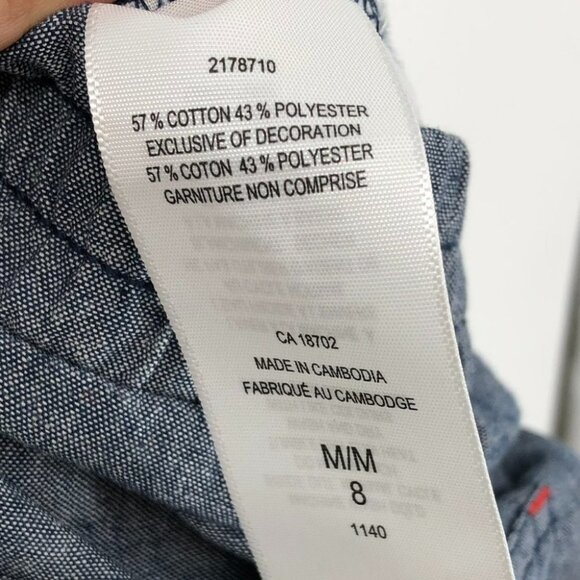 2178710
57 % COTTON 43 % POLYESTER
EXCLUSIVE OF DECORATION
57 % COTON 43 % POLYESTER
GARNITURE NON COMPRISE
CA 18702
MADE IN CAMBODIA
FABRIQUÉ AU CAMBODGE
M/M
8
1140